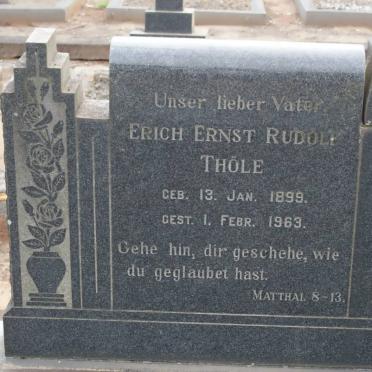 Unser lieber Vater,
ERICH ERNST RUDOLF
THÖLE
GEB. 13. JAN. 1899.
GEST. 1. FEBR. 1963.
Gehe hin, dir geschehe, wie
du geglaubet hast.
MATTHAI 8-13.